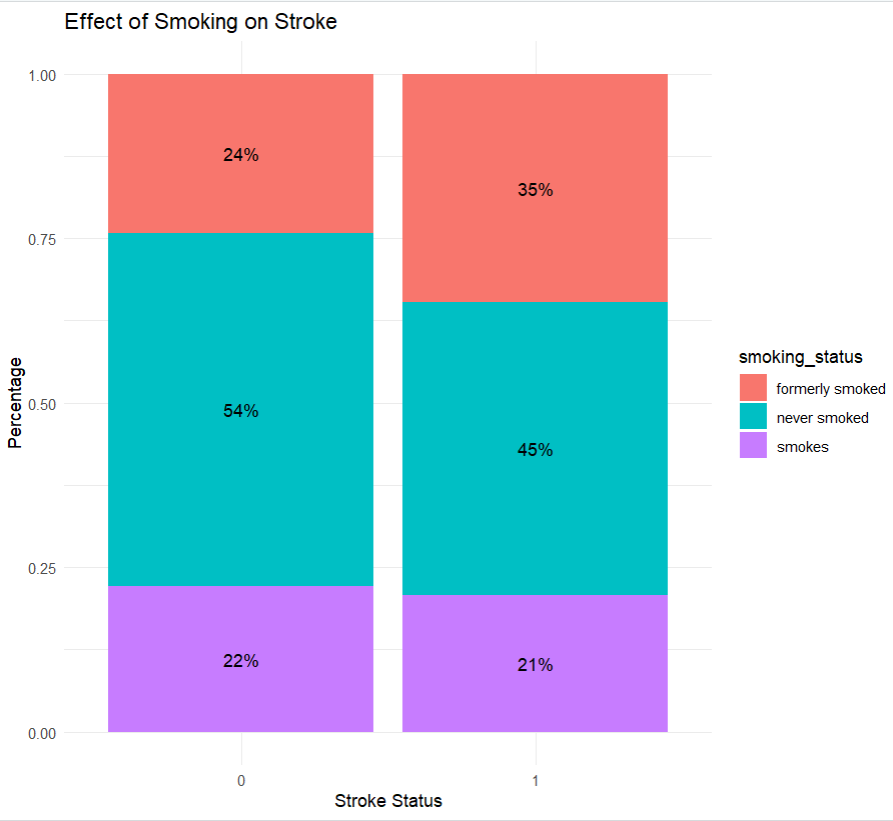 Effect of Smoking on Stroke
1.00
0.75
0.50
0.25
0.00
Percentage
24%
54%
22%
35%
45%
21%
0
1
Stroke Status
smoking_status
formerly smoked
never smoked
smokes